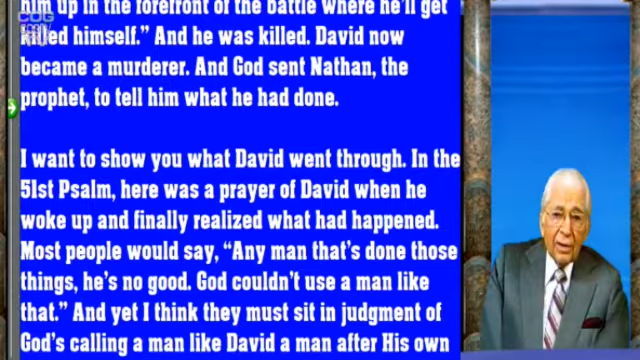 COG
him up in the forefront of the battle where he'll get
killed himself." And he was killed. David now
became a murderer. And God sent Nathan, the
prophet, to tell him what he had done.
I want to show you what David went through. In the
51st Psalm, here was a prayer of David when he
woke up and finally realized what had happened.
Most people would say, "Any man that's done those
things, he's no good. God couldn't use a man like
that." And yet I think they must sit in judgment of
God's calling a man like David a man after His own